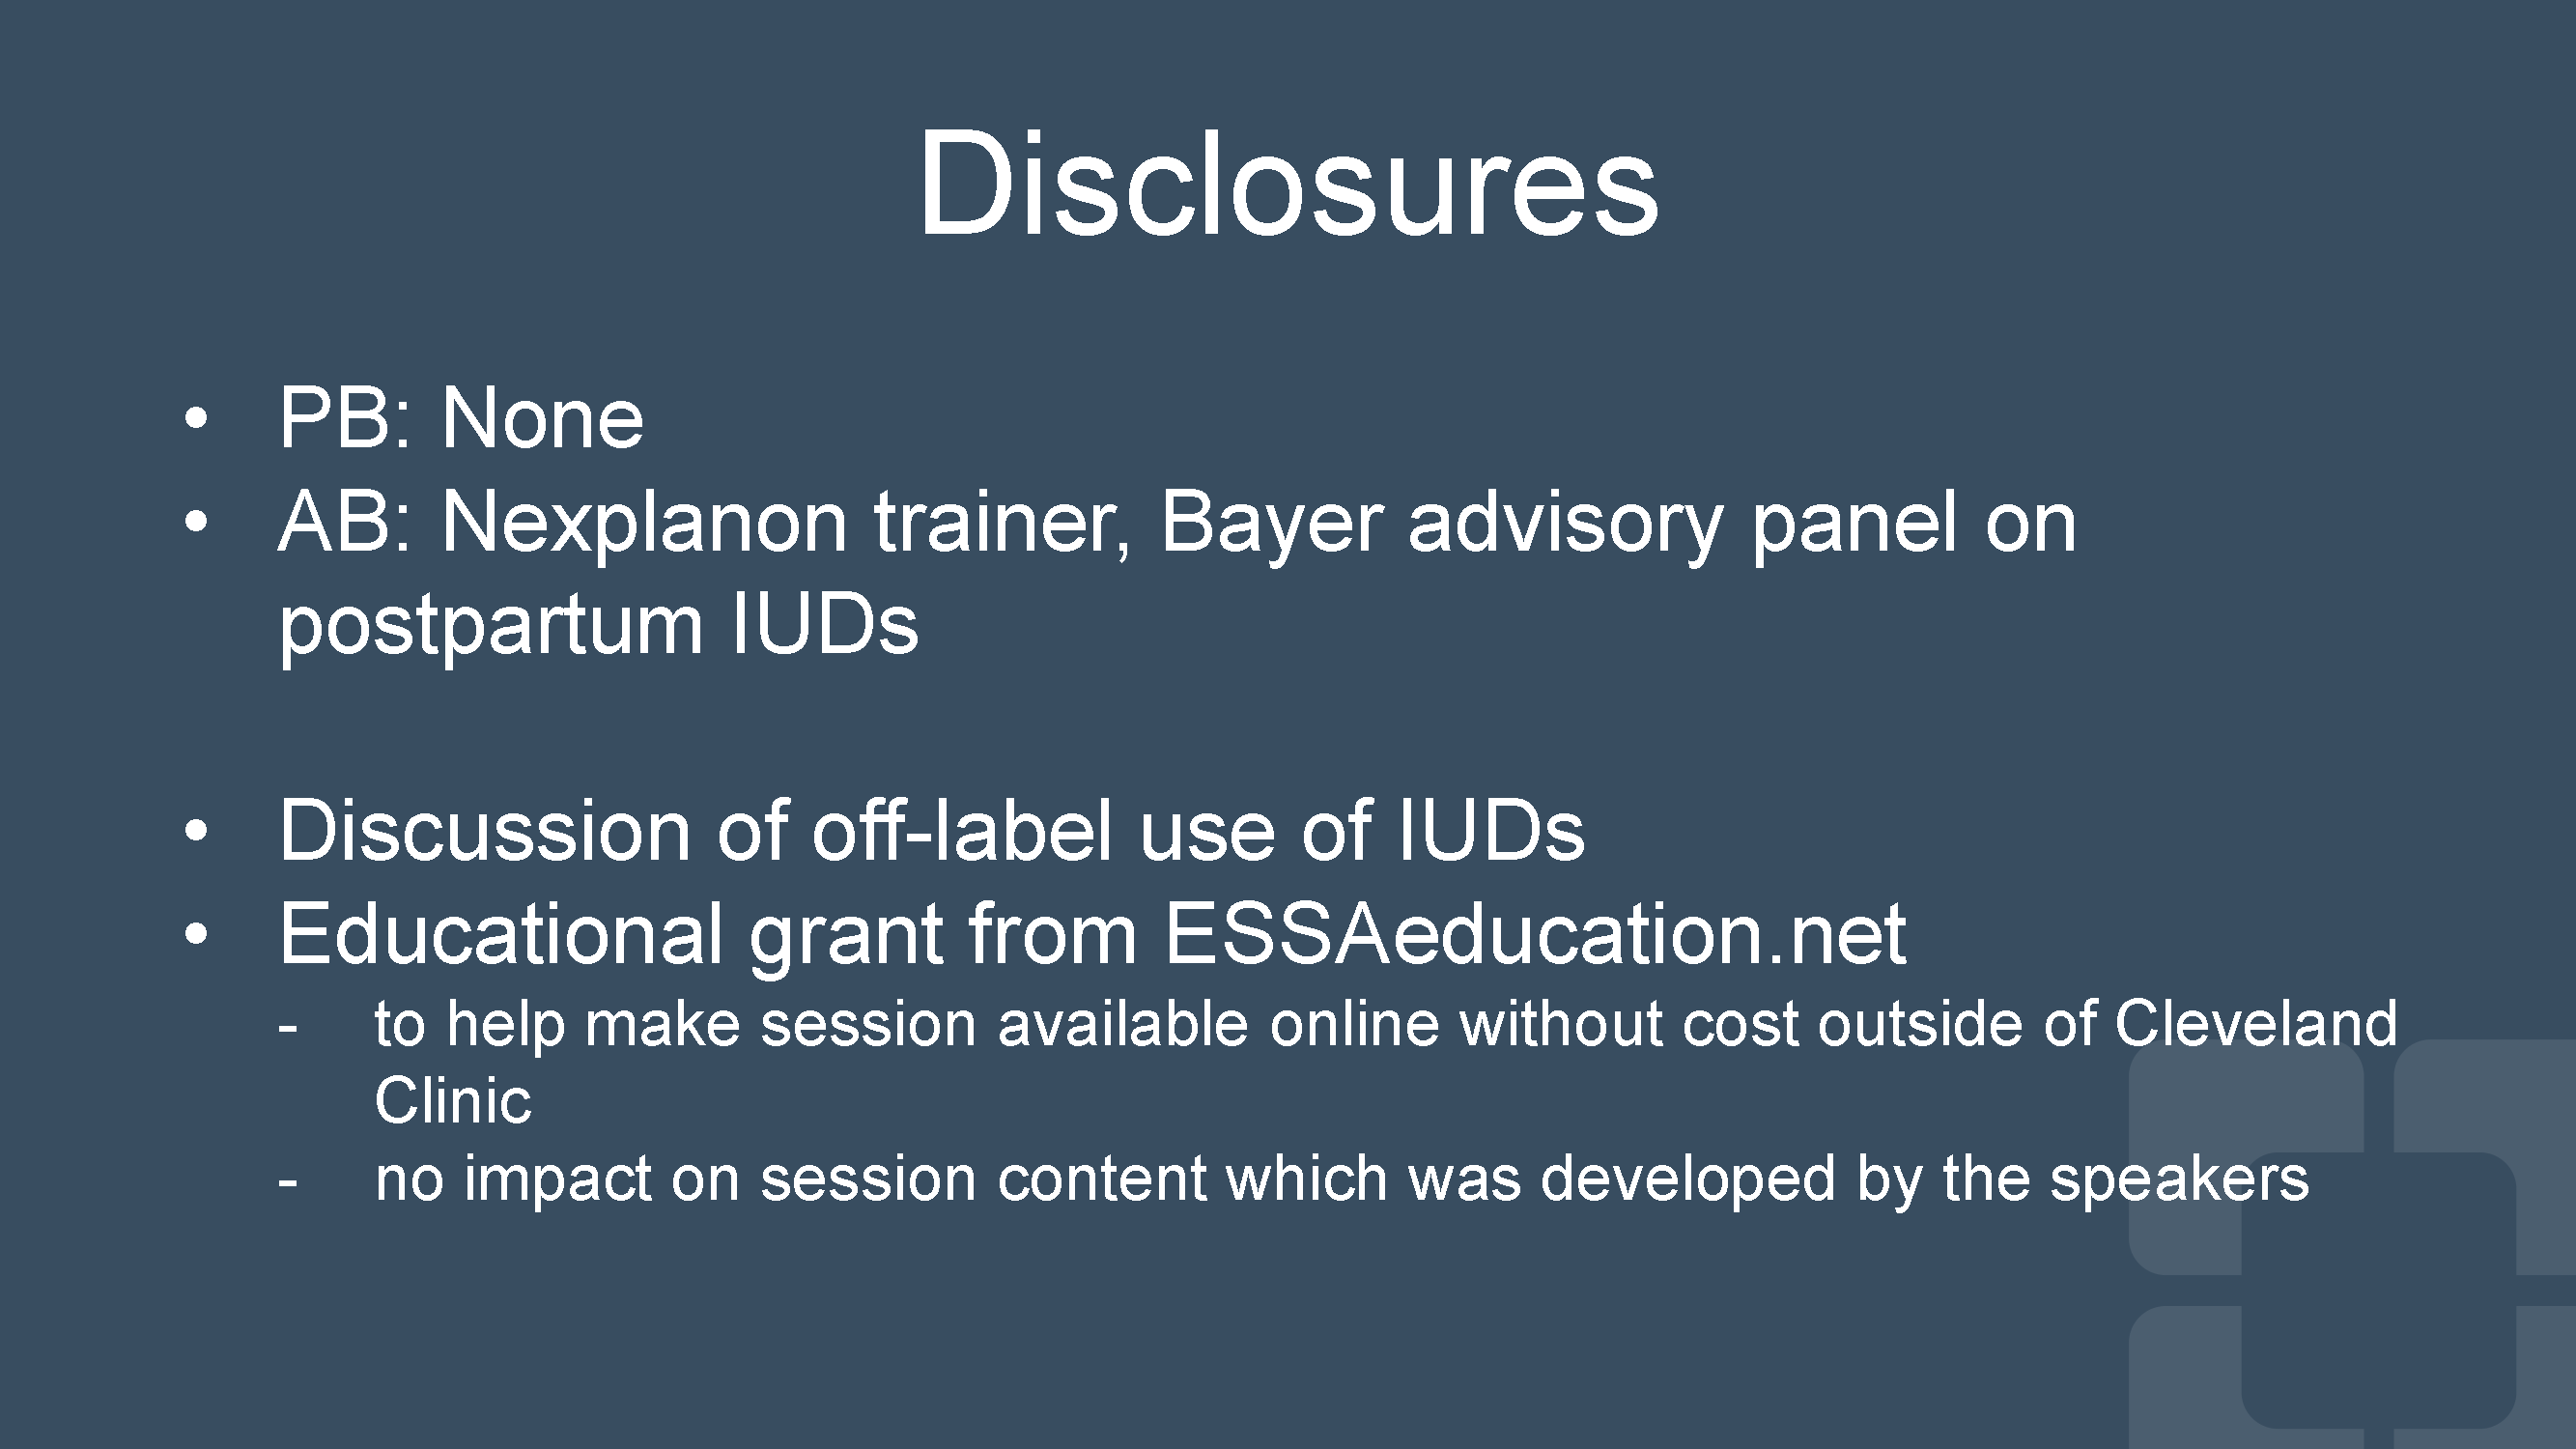 Disclosures
• PB: None
• AB: Nexplanon trainer, Bayer advisory panel on
postpartum IUDs
• Discussion of off-label use of IUDs
• Educational grant from ESSAeducation.net
- to help make session available online without cost outside of Cleveland
Clinic
- no impact on session content which was developed by the speakers